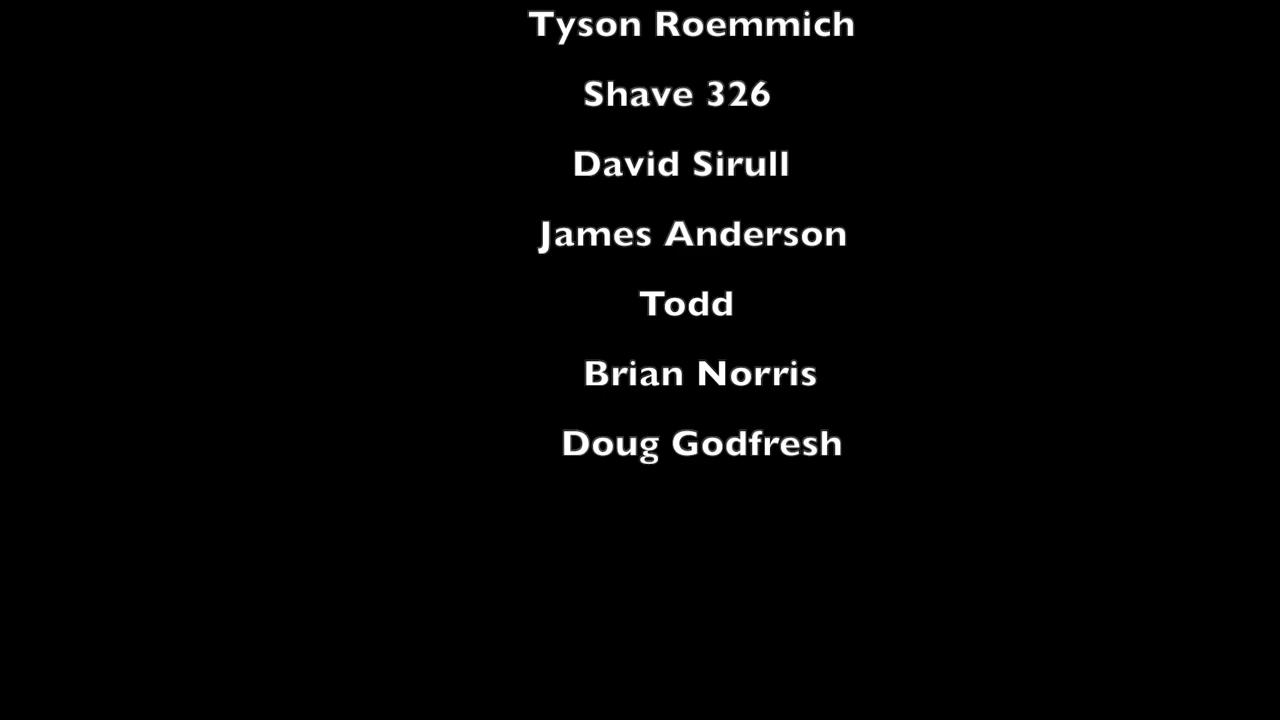 Tyson Roemmich
Shave 326
David Sirull
James Anderson
Todd
Brian Norris
Doug Godfresh